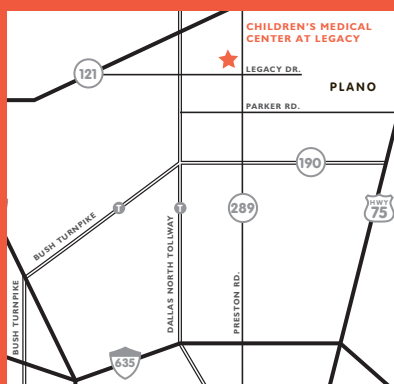 CHILDREN'S MEDICAL
CENTER AT LEGACY
121
LEGACY DR.
PLANO
PARKER RD.
190
T
T
289
HWY
75
BUSH TURNPIKE
DALLAS NORTH TOLLWAY
PRESTON RD.
BUSH TURNPIKE
635